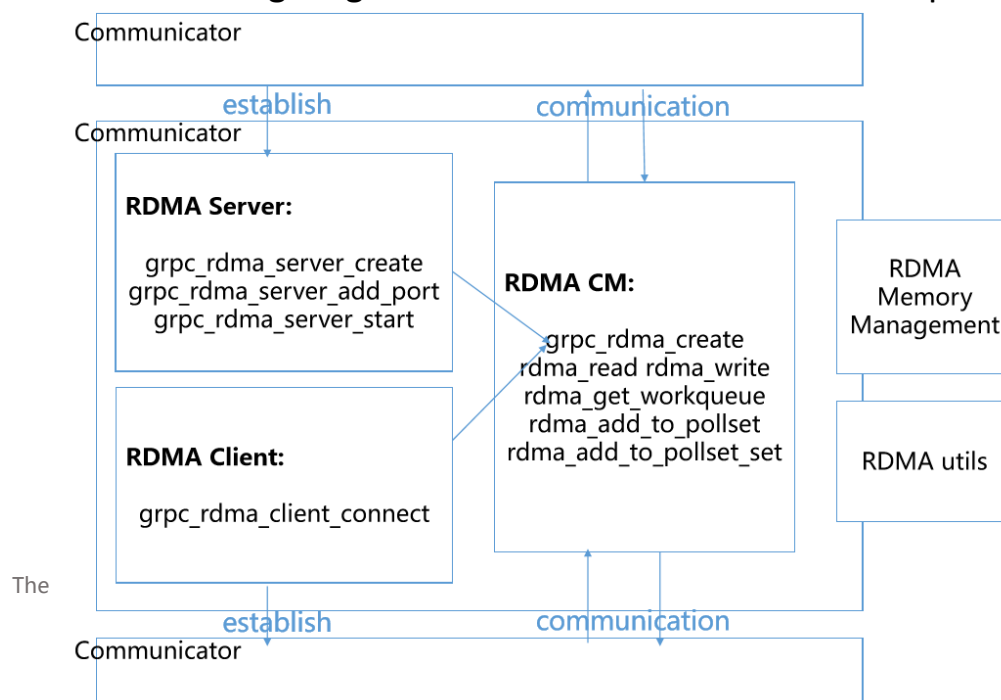 Communicator
establish
communication
Communicator
RDMA Server:
grpc_rdma_server_create
grpc_rdma_server_add_port
grpc_rdma_server_start
RDMA Client:
grpc_rdma_client_connect
RDMA CM:
grpc_rdma_create
rdma_read rdma_write
rdma_get_workqueue
rdma_add_to_pollset
rdma_add_to_pollset_set
RDMA
Memory
Management
RDMA utils
The
establish
communication
Communicator